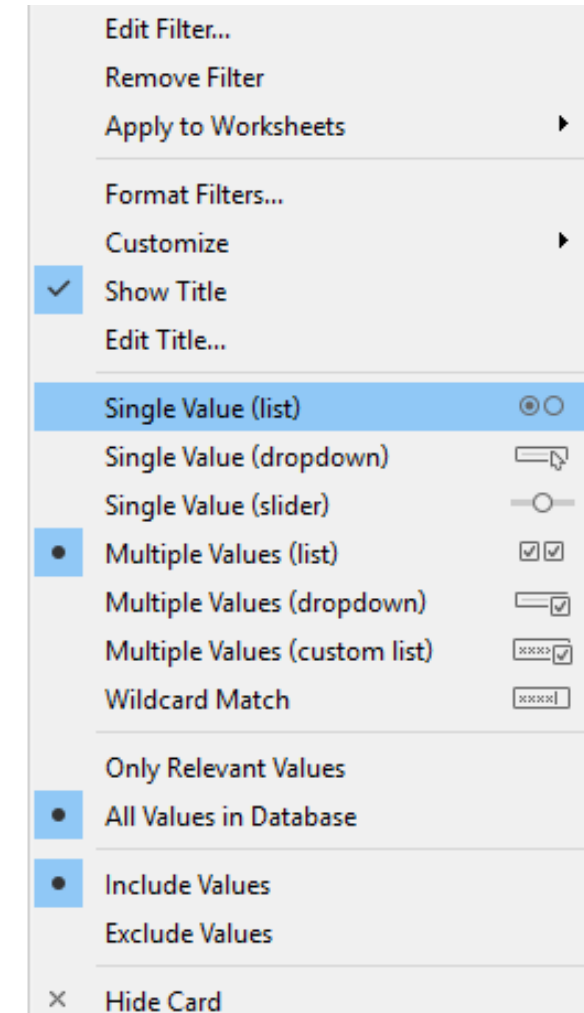 Edit Filter...
Remove Filter
Apply to Worksheets
Format Filters...
Customize
Show Title
Edit Title...
Single Value (list)
Single Value (dropdown)
Single Value (slider)
Multiple Values (list)
Multiple Values (dropdown)
Multiple Values (custom list)
Wildcard Match
Only Relevant Values
All Values in Database
Include Values
Exclude Values
Hide Card